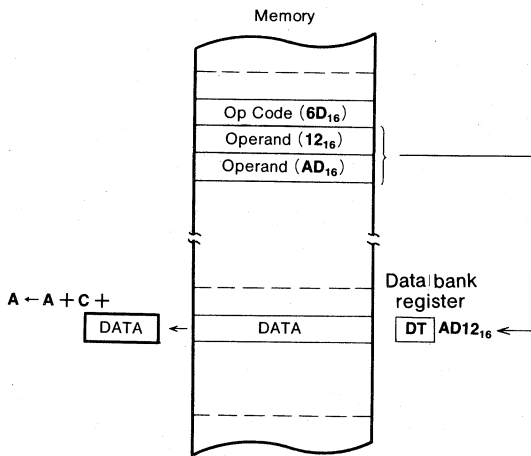 Memory
Op Code (6D₁₆)
Operand (12₁₆)
Operand (AD₁₆)
Data bank
register
A ← A + C +
DATA ← DATA
DT AD12₁₆